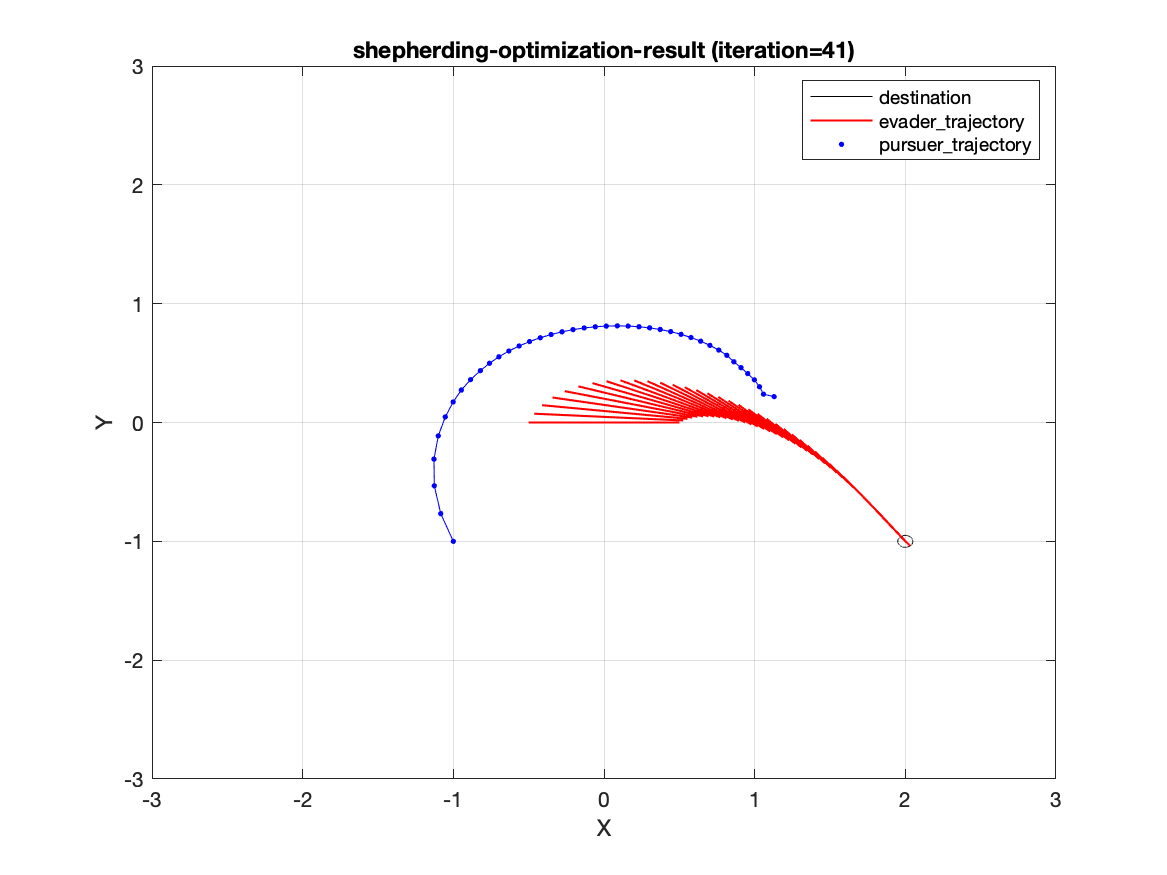 shepherding-optimization-result (iteration=41)
destination
evader_trajectory
pursuer_trajectory
3
2
1
0
-1
-2
-3
Y
-3 -2 -1 0 1 2 3
X